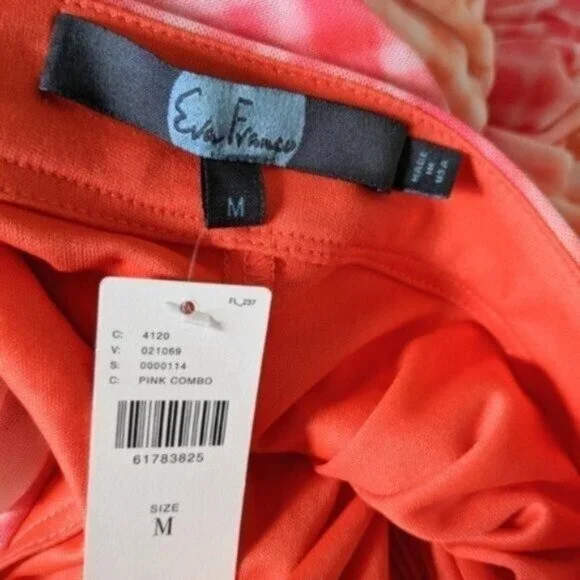 Eva Franco
MADE
IN
USA
M
FL_237
C: 4120
V: 021069
S: 0000114
C: PINK COMBO
61783825
SIZE
M